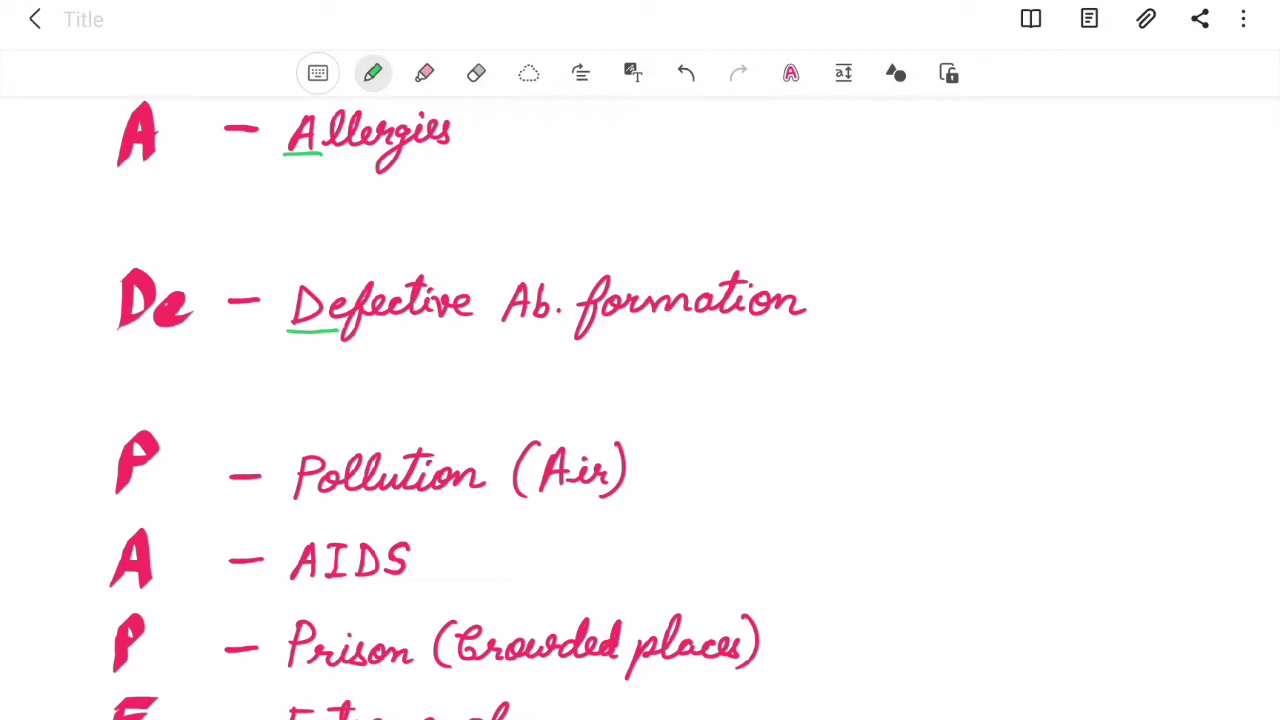 Title
A - Allergies
De - Defective Ab. formation
P - Pollution (Air)
A - AIDS
P - Prison (Crowded places)
E -